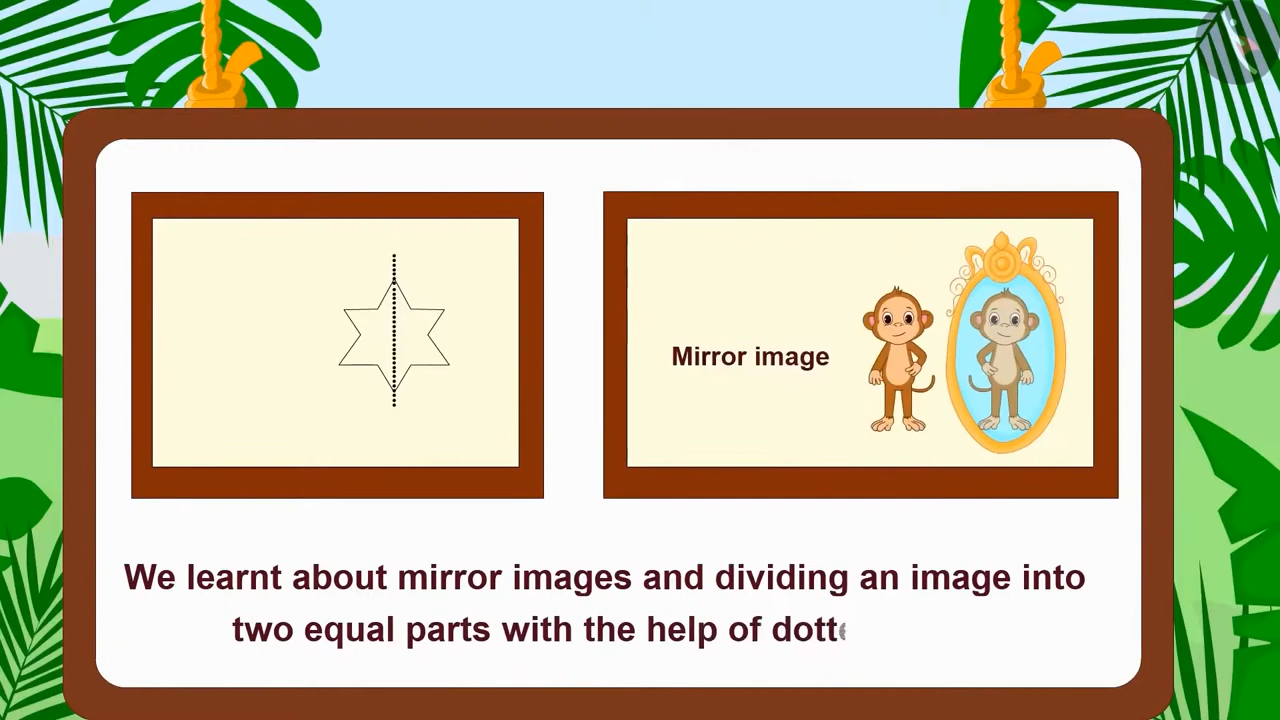 Mirror image
We learnt about mirror images and dividing an image into
two equal parts with the help of